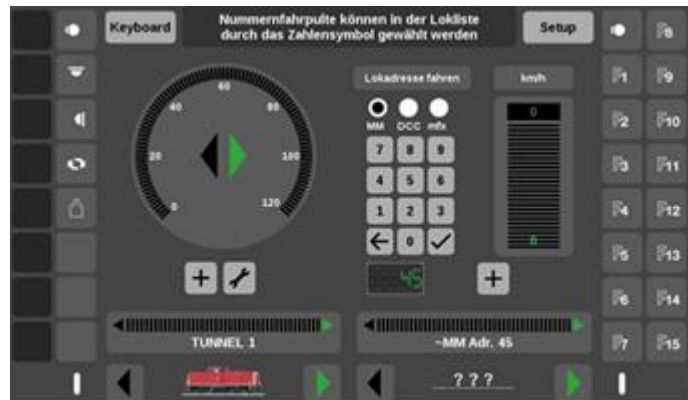 Keyboard
Nummernfahrpulte können in der Lokliste
durch das Zahlensymbol gewählt werden
Setup
F8
Lokadresse fahren
km/h
F1
F9
60
40
80
20
100
0
120
MM
DCC
mfx
0
F2
F10
7 8 9
F3
F11
4 5 6
1 2 3
F4
F12
0
0
F5
F13
45
+
+
F6
F14
TUNNEL 1
~MM Adr. 45
F7
F15
???